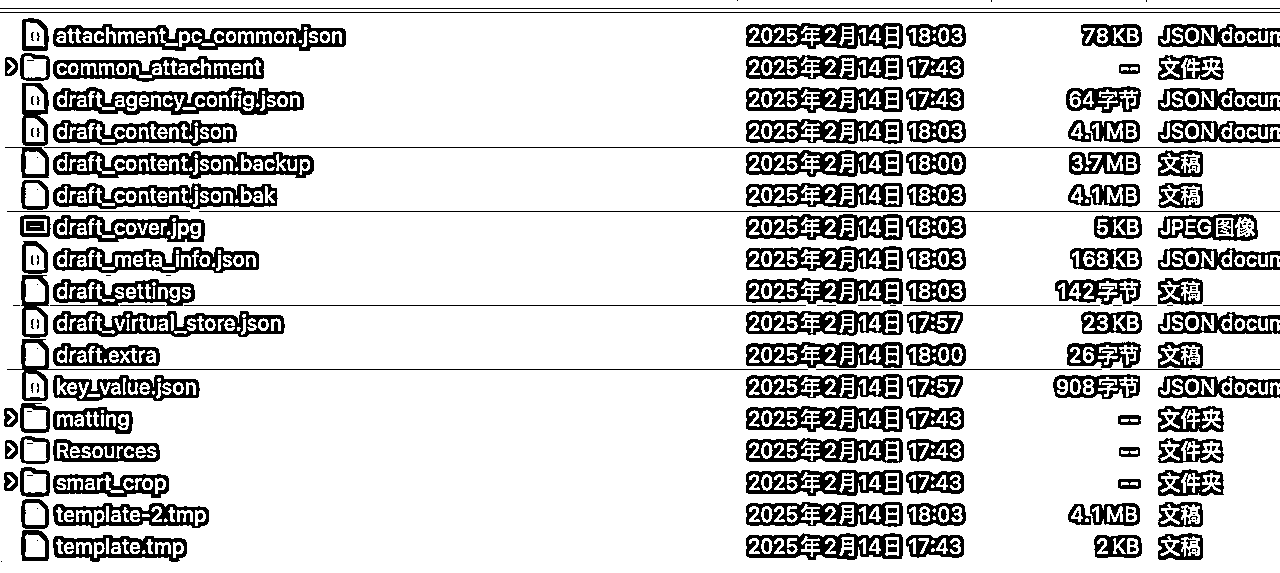 attachment_pc_common.json 2025年2月14日 18:03 78 KB JSON docum
common_attachment 2025年2月14日 17:43 -- 文件夹
draft_agency_config.json 2025年2月14日 17:43 64字节 JSON docum
draft_content.json 2025年2月14日 18:03 4.1 MB JSON docum
draft_content.json.backup 2025年2月14日 18:00 3.7 MB 文稿
draft_content.json.bak 2025年2月14日 18:03 4.1 MB 文稿
draft_cover.jpg 2025年2月14日 18:03 5 KB JPEG图像
draft_meta_info.json 2025年2月14日 18:03 168 KB JSON docum
draft_settings 2025年2月14日 18:03 142字节 文稿
draft_virtual_store.json 2025年2月14日 17:57 23 KB JSON docum
draft.extra 2025年2月14日 18:00 26字节 文稿
key_value.json 2025年2月14日 17:57 908字节 JSON docum
matting 2025年2月14日 17:43 -- 文件夹
Resources 2025年2月14日 17:43 -- 文件夹
smart_crop 2025年2月14日 17:43 -- 文件夹
template-2.tmp 2025年2月14日 18:03 4.1 MB 文稿
template.tmp 2025年2月14日 17:43 2 KB 文稿